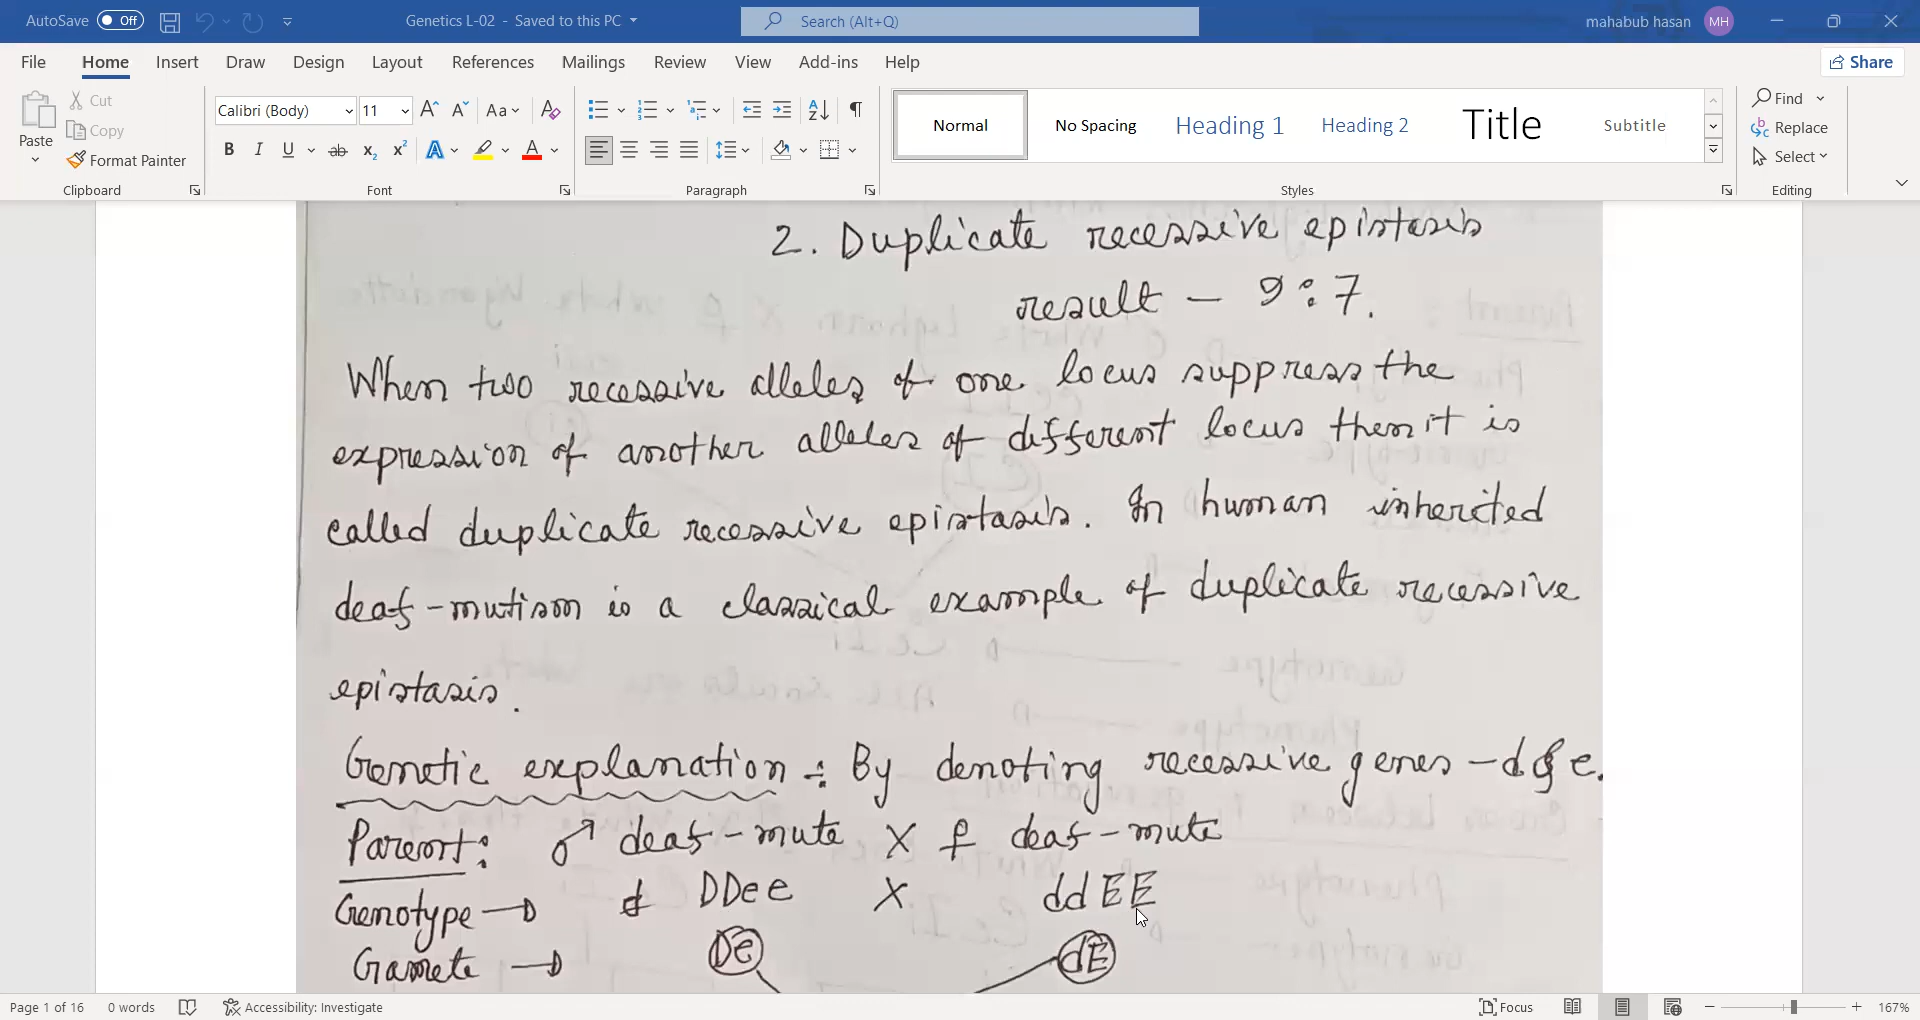 AutoSave Off Genetics L-02 - Saved to this PC Search (Alt+Q) mahabub hasan MH
File Home Insert Draw Design Layout References Mailings Review View Add-ins Help Share
Paste Cut Copy Format Painter
Calibri (Body) 11 Aa
Normal No Spacing Heading 1 Heading 2 Title Subtitle
Find Replace Select
Clipboard Font Paragraph Styles Editing
2. Duplicate recessive epistasis
result - 9:7.
When two recessive alleles of one locus suppress the
expression of another alleles of different locus then it is
called duplicate recessive epistasis. In human inherited
deaf-mutism is a classical example of duplicate recessive
epistasis.
Genetic explanation ÷ By denoting recessive genes - d & e.
Parent: ♂ deaf-mute X ♀ deaf-mute
Genotype → DDee X ddEE
Gamete → De dE
Page 1 of 16 0 words Accessibility: Investigate Focus 167%